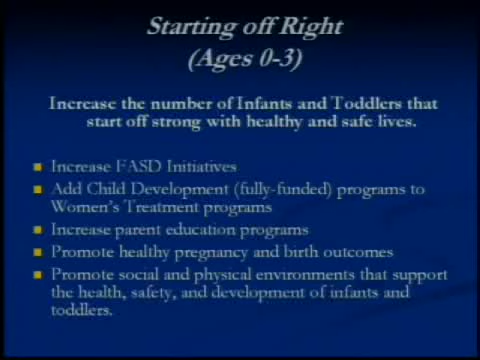 Starting off Right
(Ages 0-3)
Increase the number of Infants and Toddlers that
start off strong with healthy and safe lives.
Increase FASD Initiatives
Add Child Development (fully-funded) programs to
Women's Treatment programs
Increase parent education programs
Promote healthy pregnancy and birth outcomes
Promote social and physical environments that support
the health, safety, and development of infants and
toddlers.